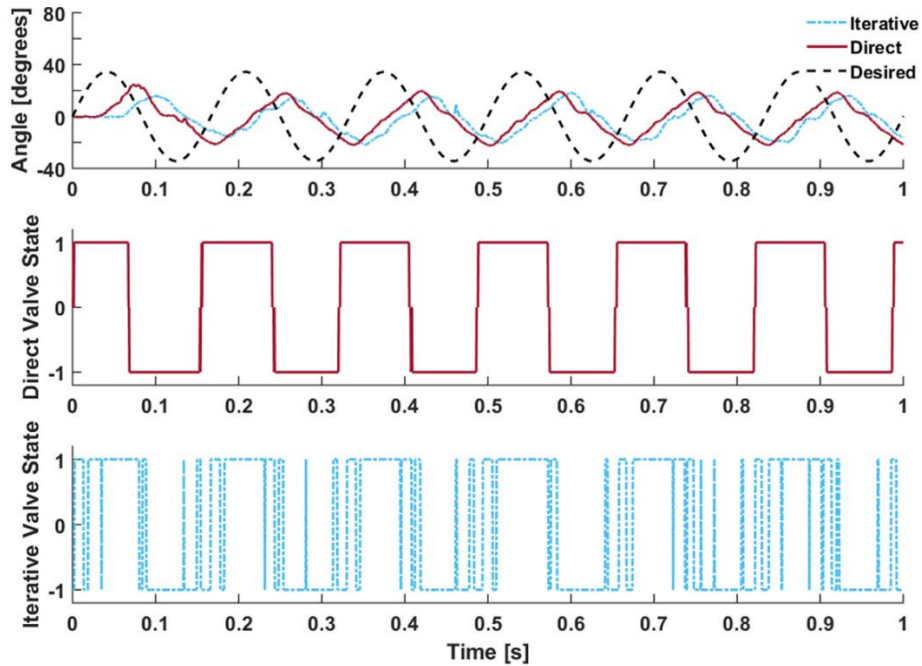 80
Iterative
Direct
40
Desired
0
-40
Angle [degrees]
0 0.1 0.2 0.3 0.4 0.5 0.6 0.7 0.8 0.9 1
1
0
-1
Direct Valve State
0 0.1 0.2 0.3 0.4 0.5 0.6 0.7 0.8 0.9 1
1
0
-1
Iterative Valve State
0 0.1 0.2 0.3 0.4 0.5 0.6 0.7 0.8 0.9 1
Time [s]